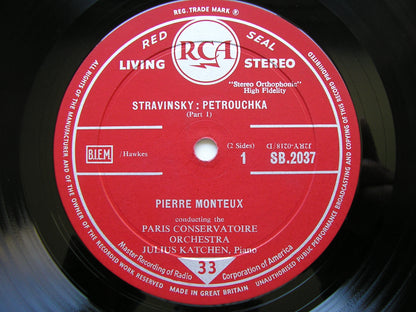 REG. TRADE MARK ®
RED SEAL
RCA
LIVING STEREO
"Stereo Orthophonic"
High Fidelity
STRAVINSKY : PETROUCHKA
(Part 1)
B.I.E.M. /Hawkes
(2 Sides) JJRA-0218/D
1 SB.2037
PIERRE MONTEUX
conducting the
PARIS CONSERVATOIRE
ORCHESTRA
JULIUS KATCHEN, Piano
33
Master Recording of Radio Corporation of America
MADE IN GREAT BRITAIN
ALL RIGHTS OF THE MANUFACTURER AND OF THE OWNER OF THE RECORDED WORK RESERVED
UNAUTHORISED PUBLIC PERFORMANCE BROADCASTING AND COPYING OF THIS RECORD PROHIBITED